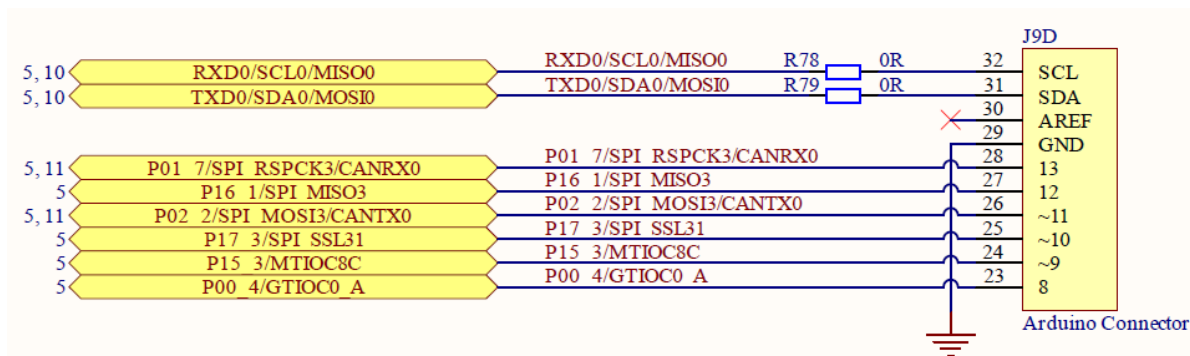 J9D
5, 10 RXD0/SCL0/MISO0 RXD0/SCL0/MISO0 R78 0R 32 SCL
5, 10 TXD0/SDA0/MOSI0 TXD0/SDA0/MOSI0 R79 0R 31 SDA
30 AREF
29 GND
5, 11 P01_7/SPI_RSPCK3/CANRX0 P01_7/SPI_RSPCK3/CANRX0 28 13
5 P16_1/SPI_MISO3 P16_1/SPI_MISO3 27 12
5, 11 P02_2/SPI_MOSI3/CANTX0 P02_2/SPI_MOSI3/CANTX0 26 ~11
5 P17_3/SPI_SSL31 P17_3/SPI_SSL31 25 ~10
5 P15_3/MTIOC8C P15_3/MTIOC8C 24 ~9
5 P00_4/GTIOC0_A P00_4/GTIOC0_A 23 8
Arduino Connector